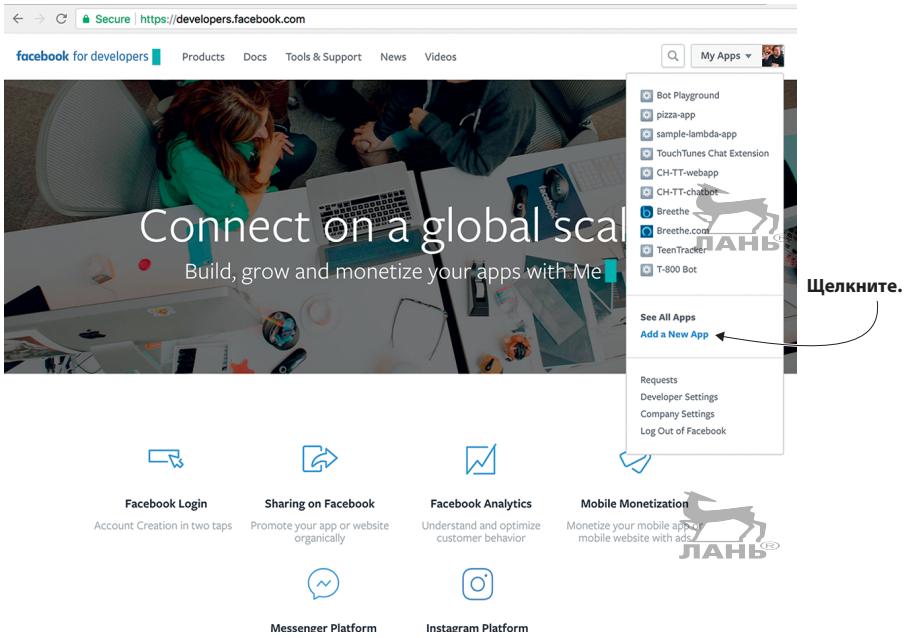 Secure https://developers.facebook.com
facebook for developers Products Docs Tools & Support News Videos My Apps
Bot Playground
pizza-app
sample-lambda-app
TouchTunes Chat Extension
CH-TT-webapp
CH-TT-chatbot
Breethe
Breethe.com
TeenTracker
T-800 Bot
ЛАНЬ®
See All Apps
Add a New App
Requests
Developer Settings
Company Settings
Log Out of Facebook
Щелкните.
Connect on a global scal
Build, grow and monetize your apps with Me
Facebook Login
Account Creation in two taps
Sharing on Facebook
Promote your app or website
organically
Facebook Analytics
Understand and optimize
customer behavior
Mobile Monetization
Monetize your mobile app or
mobile website with ads
ЛАНЬ®
Messenger Platform
Instagram Platform